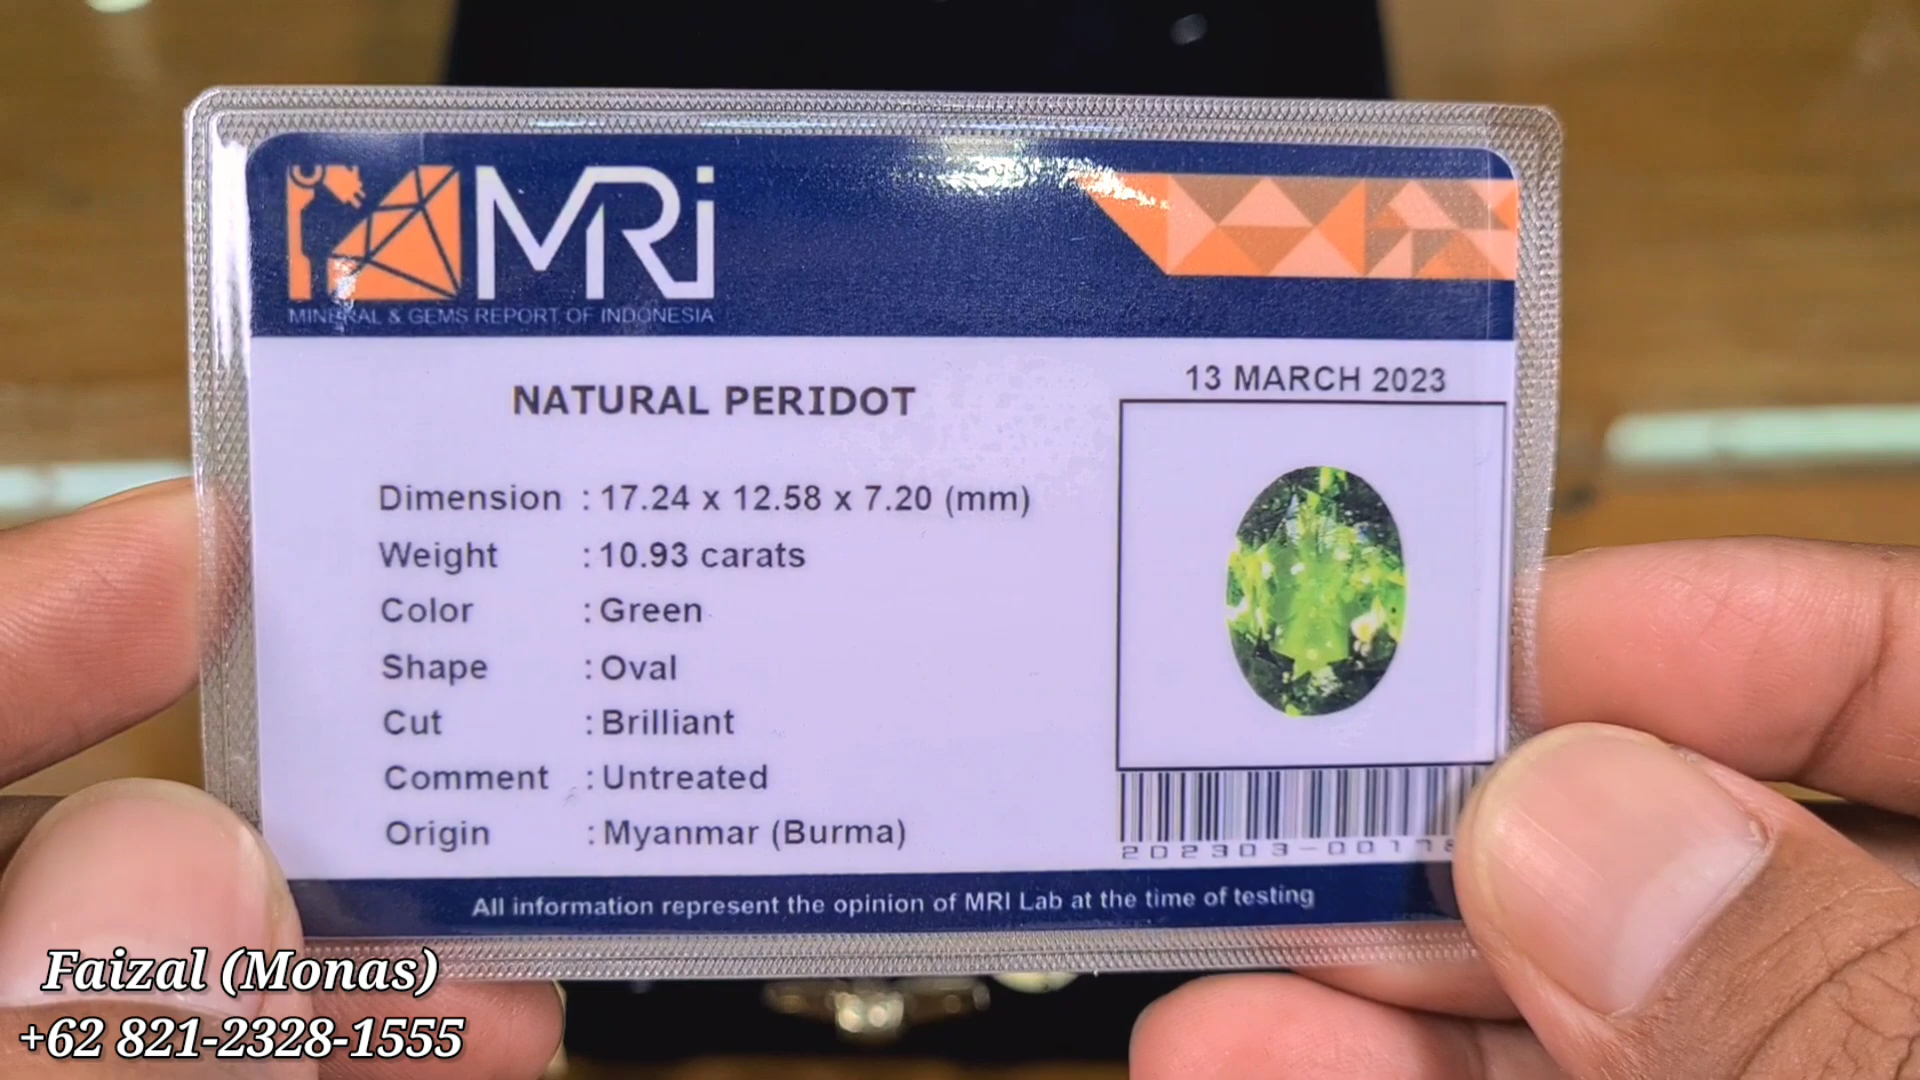 MRi
MINERAL & GEMS REPORT OF INDONESIA
13 MARCH 2023
NATURAL PERIDOT
Dimension : 17.24 x 12.58 x 7.20 (mm)
Weight : 10.93 carats
Color : Green
Shape : Oval
Cut : Brilliant
Comment : Untreated
Origin : Myanmar (Burma)
202303-00178
All information represent the opinion of MRI Lab at the time of testing
Faizal (Monas)
+62 821-2328-1555